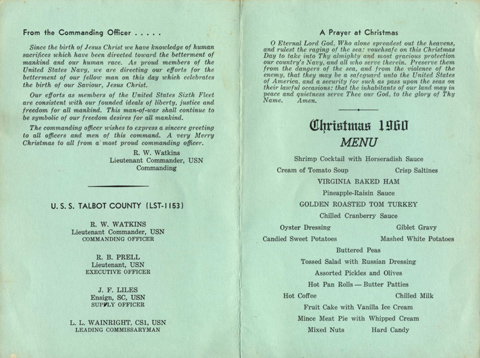 From the Commanding Officer . . . . .
Since the birth of Jesus Christ we have knowledge of human
sacrifices which have been directed toward the betterment of
mankind and our human race. As proud members of the
United States Navy, we are directing our efforts for the
betterment of our fellow man on this day which celebrates
the birth of our Saviour, Jesus Christ.
Our efforts as members of the United States Sixth Fleet
are consistent with our founded ideals of liberty, justice and
freedom for all mankind. This man-of-war shall continue to
be symbolic of our freedom desires for all mankind.
The commanding officer wishes to express a sincere greeting
to all officers and men of this command. A very Merry
Christmas to all from a most proud commanding officer.
R. W. Watkins
Lieutenant Commander, USN
Commanding
U. S. S. TALBOT COUNTY (LST-1153)
R. W. WATKINS
Lieutenant Commander, USN
COMMANDING OFFICER
R. B. PRELL
Lieutenant, USN
EXECUTIVE OFFICER
J. F. LILES
Ensign, SC, USN
SUPPLY OFFICER
L. L. WAINRIGHT, CS1, USN
LEADING COMMISSARYMAN
A Prayer at Christmas
O Eternal Lord God, Who alone spreadest out the heavens,
and rulest the raging of the sea: vouchsafe on this Christmas
Day to take into Thy almighty and most gracious protection
our country's Navy, and all who serve therein. Preserve them
from the dangers of the sea, and from the violence of the
enemy, that they may be a safeguard unto the United States
of America, and a security for such as pass upon the seas on
their lawful occasions; that the inhabitants of our land may in
peace and quietness serve Thee our God, to the glory of Thy
Name. Amen.
Christmas 1960
MENU
Shrimp Cocktail with Horseradish Sauce
Cream of Tomato Soup Crisp Saltines
VIRGINIA BAKED HAM
Pineapple-Raisin Sauce
GOLDEN ROASTED TOM TURKEY
Chilled Cranberry Sauce
Oyster Dressing Giblet Gravy
Candied Sweet Potatoes Mashed White Potatoes
Buttered Peas
Tossed Salad with Russian Dressing
Assorted Pickles and Olives
Hot Pan Rolls — Butter Patties
Hot Coffee Chilled Milk
Fruit Cake with Vanilla Ice Cream
Mince Meat Pie with Whipped Cream
Mixed Nuts Hard Candy